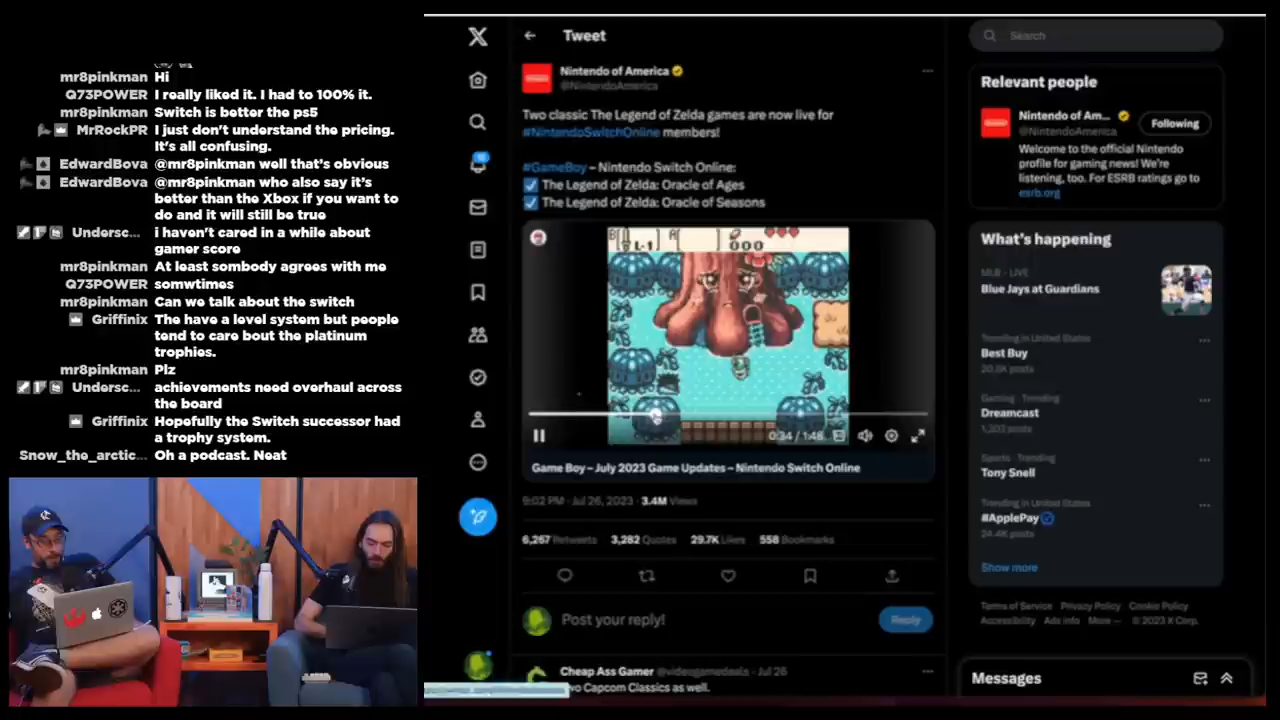 mr8pinkman Hi
Q73POWER I really liked it. I had to 100% it.
mr8pinkman Switch is better the ps5
MrRockPR I just don't understand the pricing.
It's all confusing.
EdwardBova @mr8pinkman well that's obvious
EdwardBova @mr8pinkman who also say it's
better than the Xbox if you want to
do and it will still be true
Undersc... i haven't cared in a while about
gamer score
mr8pinkman At least sombody agrees with me
Q73POWER somwtimes
mr8pinkman Can we talk about the switch
Griffinix The have a level system but people
tend to care bout the platinum
trophies.
mr8pinkman Plz
Undersc... achievements need overhaul across
the board
Griffinix Hopefully the Switch successor had
a trophy system.
Snow_the_arctic... Oh a podcast. Neat
Tweet
Nintendo of America
@NintendoAmerica
Two classic The Legend of Zelda games are now live for
#NintendoSwitchOnline members!
#GameBoy – Nintendo Switch Online:
The Legend of Zelda: Oracle of Ages
The Legend of Zelda: Oracle of Seasons
B L-1 A 000
0:34 / 1:48
Game Boy – July 2023 Game Updates – Nintendo Switch Online
9:02 PM · Jul 26, 2023 · 3.4M Views
6,267 Retweets 3,282 Quotes 29.7K Likes 558 Bookmarks
Post your reply!
Reply
Cheap Ass Gamer @videogamedeals · Jul 26
wo Capcom Classics as well.
Search
Relevant people
Nintendo of Am...
@NintendoAmerica
Following
Welcome to the official Nintendo
profile for gaming news! We're
listening, too. For ESRB ratings go to
esrb.org
What's happening
MLB · LIVE
Blue Jays at Guardians
Trending in United States
Best Buy
20.8K posts
Gaming · Trending
Dreamcast
1,202 posts
Sports · Trending
Tony Snell
Trending in United States
#ApplePay
24.4K posts
Show more
Terms of Service Privacy Policy Cookie Policy
Accessibility Ads info More ··· © 2023 X Corp.
Messages